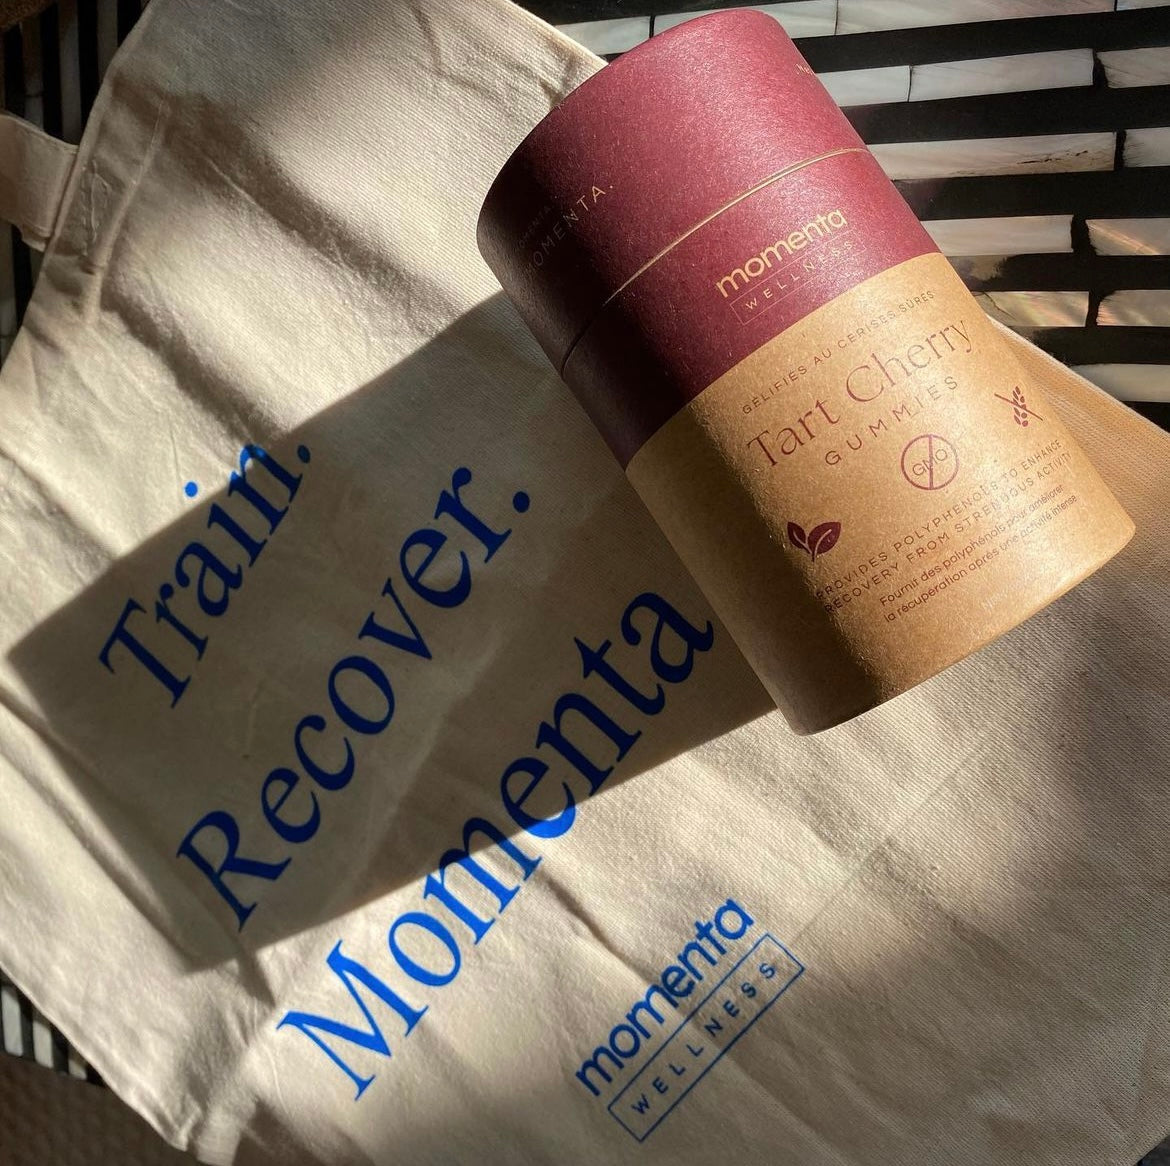 MOMENTA.
momenta
WELLNESS
GÉLIFIÉS AU CERISES SÛRES
Tart Cherry
GUMMIES
GMO
PROVIDES POLYPHENOLS TO ENHANCE
RECOVERY FROM STRENUOUS ACTIVITY
Fournit des polyphénols pour améliorer
la récupération après une activité intense
Train.
Recover.
Momenta
momenta
WELLNESS